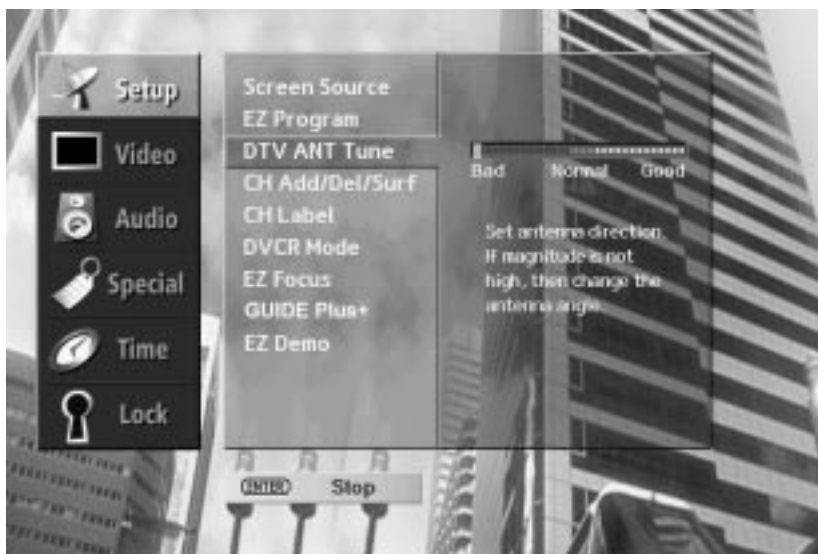 Setup
Video
Audio
Special
Time
Lock
Screen Source
EZ Program
DTV ANT Tune
CH Add/Del/Surf
CH Label
DVCR Mode
EZ Focus
GUIDE Plus+
EZ Demo
Bad Normal Good
Set antenna direction.
If magnitude is not
high, then change the
antenna angle.
ENTER Stop